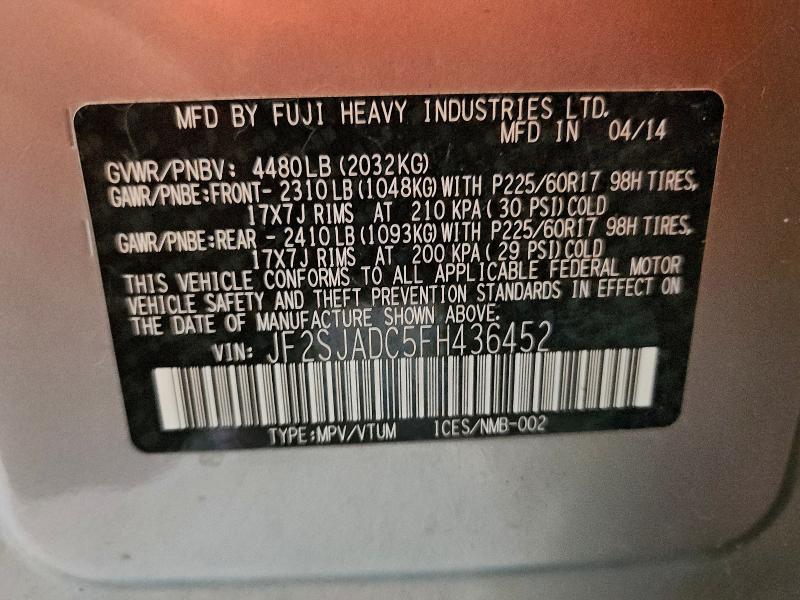 MFD BY FUJI HEAVY INDUSTRIES LTD.
MFD IN 04/14
GVWR/PNBV: 4480LB (2032KG)
GAWR/PNBE:FRONT- 2310LB (1048KG) WITH P225/60R17 98H TIRES,
17X7J RIMS AT 210 KPA( 30 PSI) COLD
GAWR/PNBE:REAR - 2410LB (1093KG) WITH P225/60R17 98H TIRES,
17X7J RIMS AT 200 KPA( 29 PSI) COLD
THIS VEHICLE CONFORMS TO ALL APPLICABLE FEDERAL MOTOR
VEHICLE SAFETY AND THEFT PREVENTION STANDARDS IN EFFECT ON
THE DATE OF MANUFACTURE SHOWN ABOVE.
VIN: JF2SJADC5FH436452
TYPE:MPV/VTUM ICES/NMB-002